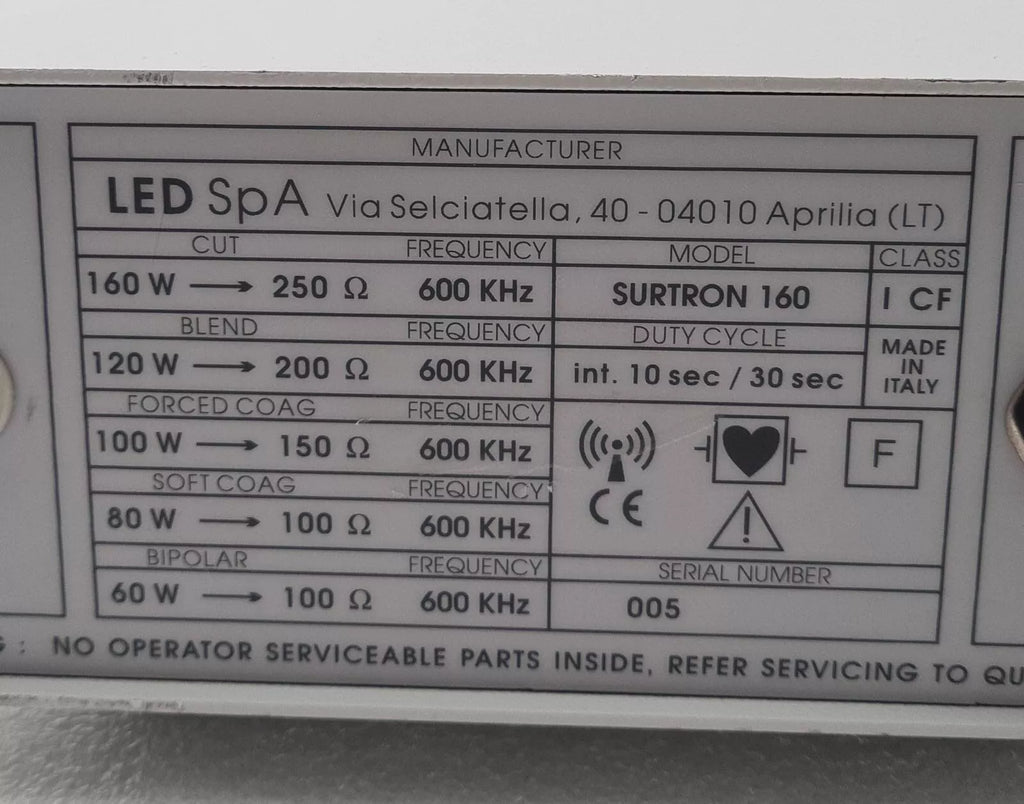 MANUFACTURER
LED SpA Via Selciatella, 40 - 04010 Aprilia (LT)
CUT FREQUENCY
160 W → 250 Ω 600 KHz
BLEND FREQUENCY
120 W → 200 Ω 600 KHz
FORCED COAG FREQUENCY
100 W → 150 Ω 600 KHz
SOFT COAG FREQUENCY
80 W → 100 Ω 600 KHz
BIPOLAR FREQUENCY
60 W → 100 Ω 600 KHz
MODEL CLASS
SURTRON 160 I CF
DUTY CYCLE
int. 10 sec / 30 sec
MADE
IN
ITALY
F
CE
!
SERIAL NUMBER
005
: NO OPERATOR SERVICEABLE PARTS INSIDE, REFER SERVICING TO QU